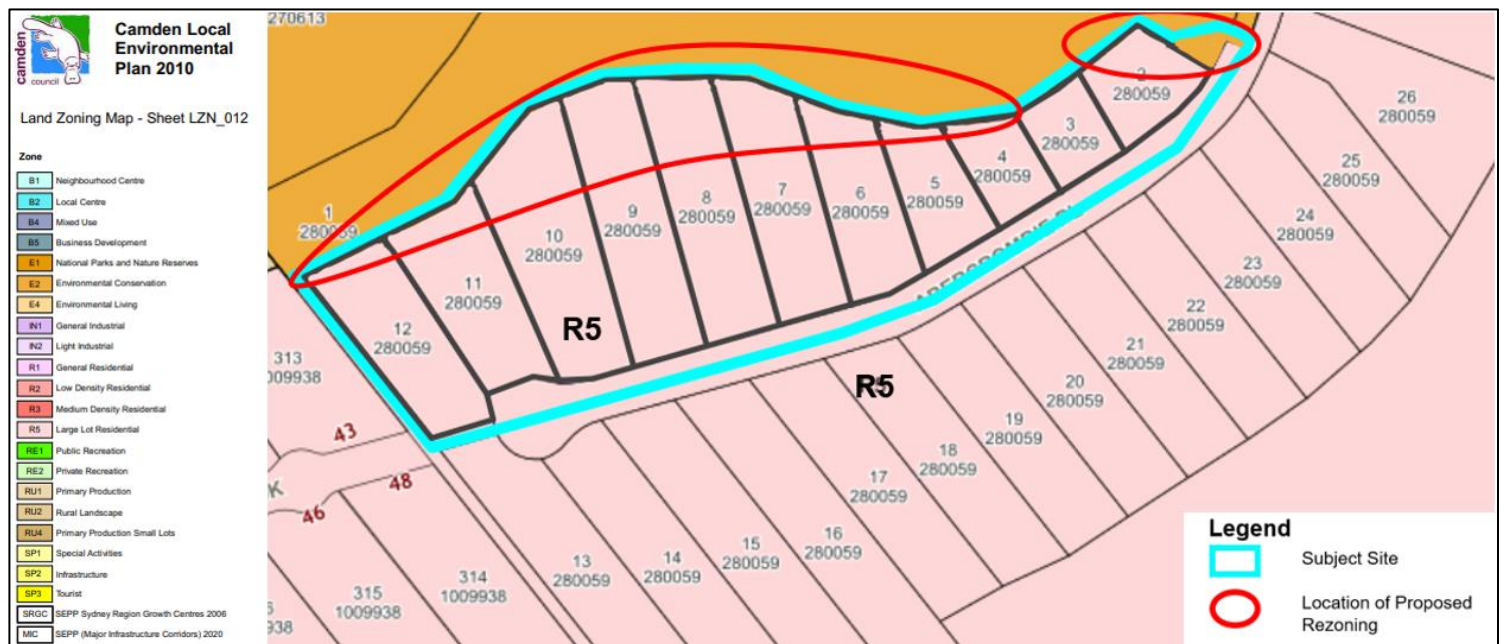 camden
council
Camden Local
Environmental
Plan 2010
Land Zoning Map - Sheet LZN_012
Zone
B1 Neighbourhood Centre
B2 Local Centre
B4 Mixed Use
B5 Business Development
E1 National Parks and Nature Reserves
E2 Environmental Conservation
E4 Environmental Living
IN1 General Industrial
IN2 Light Industrial
R1 General Residential
R2 Low Density Residential
R3 Medium Density Residential
R5 Large Lot Residential
RE1 Public Recreation
RE2 Private Recreation
RU1 Primary Production
RU2 Rural Landscape
RU4 Primary Production Small Lots
SP1 Special Activities
SP2 Infrastructure
SP3 Tourist
SRGC SEPP Sydney Region Growth Centres 2006
MIC SEPP (Major Infrastructure Corridors) 2020
270613
1
280059
2
280059
3
280059
4
280059
5
280059
6
280059
7
280059
8
280059
9
280059
10
280059
11
280059
12
280059
R5
R5
26
280059
25
280059
24
280059
23
280059
22
280059
21
280059
20
280059
19
280059
18
280059
17
280059
16
280059
15
280059
14
280059
13
280059
313
009938
43
48
46
K
314
1009938
315
1009938
938
Legend
Subject Site
Location of Proposed
Rezoning